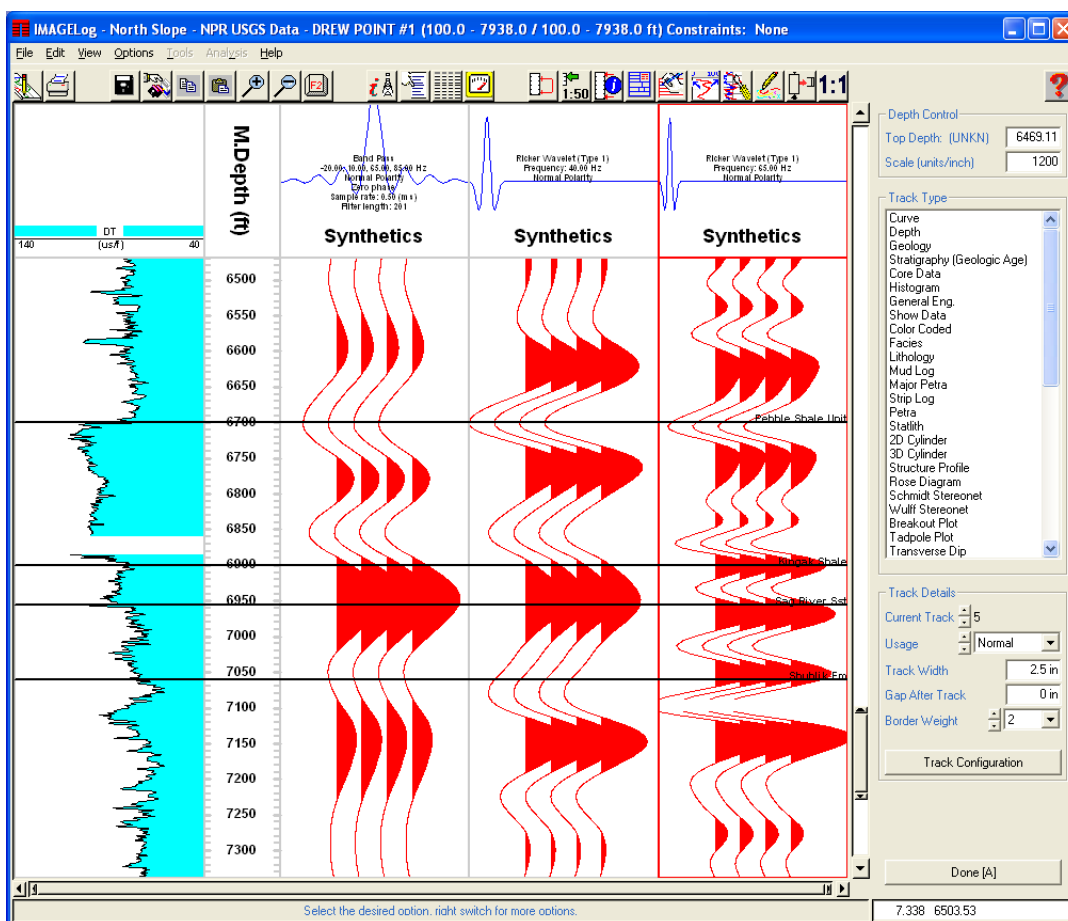 IMAGELog - North Slope - NPR USGS Data - DREW POINT #1 (100.0 - 7938.0 / 100.0 - 7938.0 ft) Constraints: None
File Edit View Options Tools Analysis Help
F2
1:50
1:1
?
M.Depth (ft)
DT
140 (us/f) 40
Band Pass
-20.00, 10.00, 65.00, 85.00 Hz
Normal Polarity
Zero phase
Sample rate: 0.50 (ms)
Filter length: 201
Synthetics
Ricker Wavelet (Type 1)
Frequency: 40.00 Hz
Normal Polarity
Synthetics
Ricker Wavelet (Type 1)
Frequency: 65.00 Hz
Normal Polarity
Synthetics
6500
6550
6600
6650
6700
6750
6800
6850
6900
6950
7000
7050
7100
7150
7200
7250
7300
Pebble Shale Unit
Kingak Shale
Sag River Sst
Shublik Fm
Depth Control
Top Depth: (UNKN) 6469.11
Scale (units/inch) 1200
Track Type
Curve
Depth
Geology
Stratigraphy (Geologic Age)
Core Data
Histogram
General Eng.
Show Data
Color Coded
Facies
Lithology
Mud Log
Major Petra
Strip Log
Petra
Statlith
2D Cylinder
3D Cylinder
Structure Profile
Rose Diagram
Schmidt Stereonet
Wulff Stereonet
Breakout Plot
Tadpole Plot
Transverse Dip
Track Details
Current Track 5
Usage Normal
Track Width 2.5 in
Gap After Track 0 in
Border Weight 2
Track Configuration
Done [A]
Select the desired option, right switch for more options.
7.338 6503.53